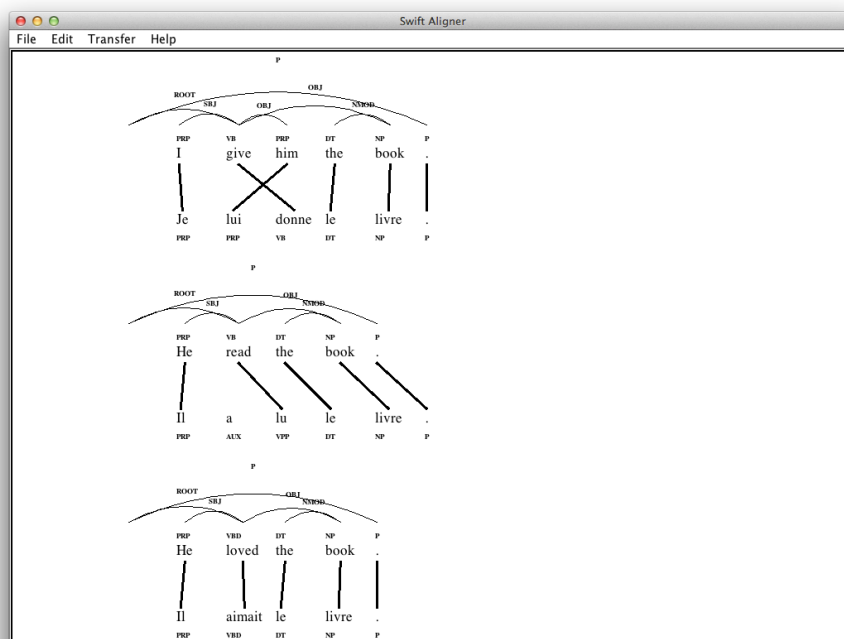 Swift Aligner
File Edit Transfer Help
P
OBJ
ROOT
SBJ OBJ NMOD
PRP VB PRP DT NP P
I give him the book .
Je lui donne le livre .
PRP PRP VB DT NP P
P
ROOT OBJ
SBJ NMOD
PRP VB DT NP P
He read the book .
Il a lu le livre .
PRP AUX VPP DT NP P
P
ROOT OBJ
SBJ NMOD
PRP VBD DT NP P
He loved the book .
Il aimait le livre .
PRP VBD DT NP P